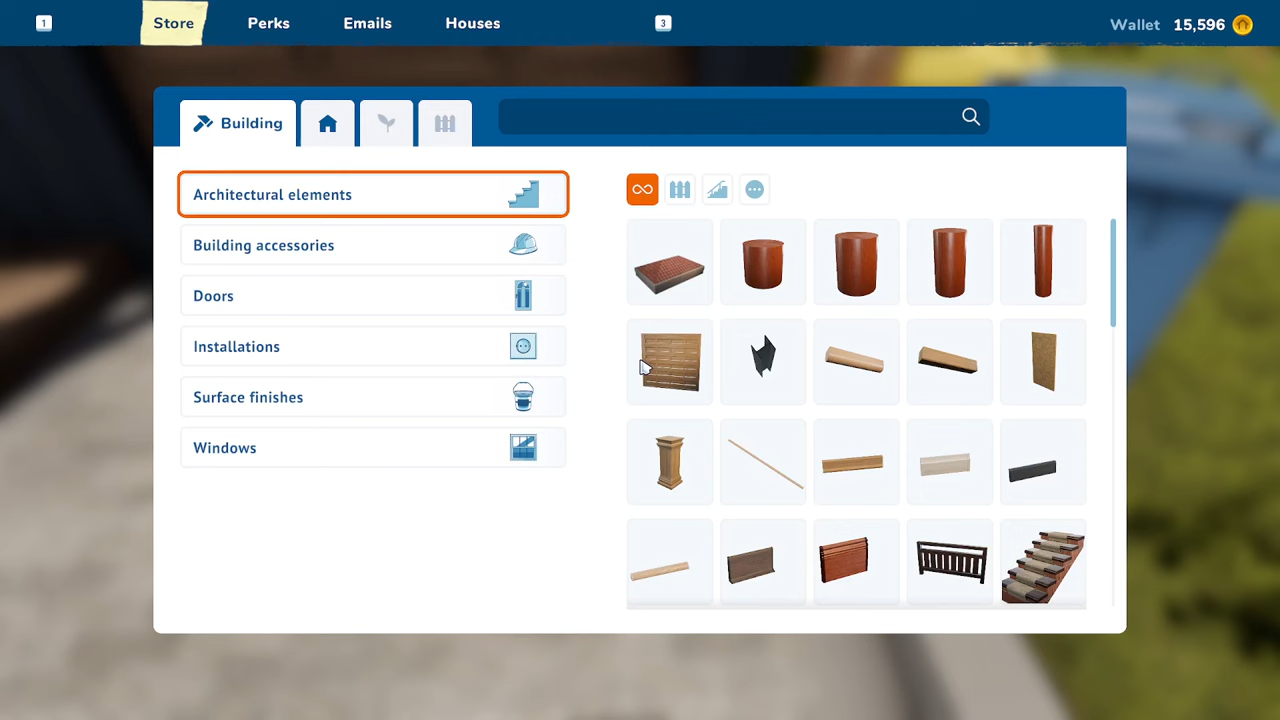 1
Store
Perks
Emails
Houses
3
Wallet 15,596
Building
Architectural elements
Building accessories
Doors
Installations
Surface finishes
Windows